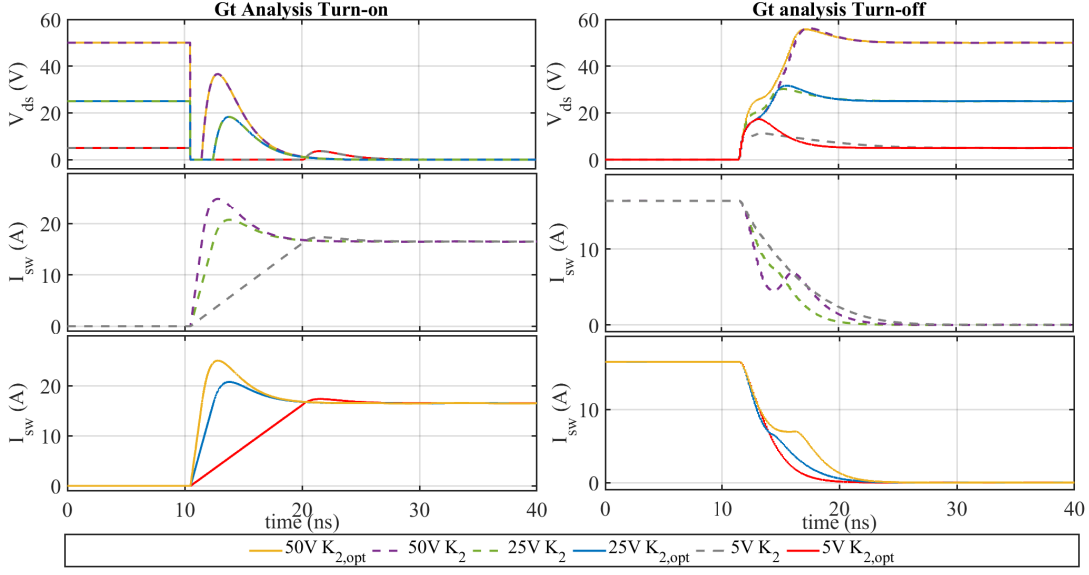 Gt Analysis Turn-on
60
40
20
0
V_ds (V)
20
10
0
I_sw (A)
20
10
0
I_sw (A)
0 10 20 30 40
time (ns)
Gt analysis Turn-off
60
40
20
0
V_ds (V)
10
0
I_sw (A)
10
0
I_sw (A)
0 10 20 30 40
time (ns)
50V K_2,opt 50V K_2 25V K_2 25V K_2,opt 5V K_2 5V K_2,opt